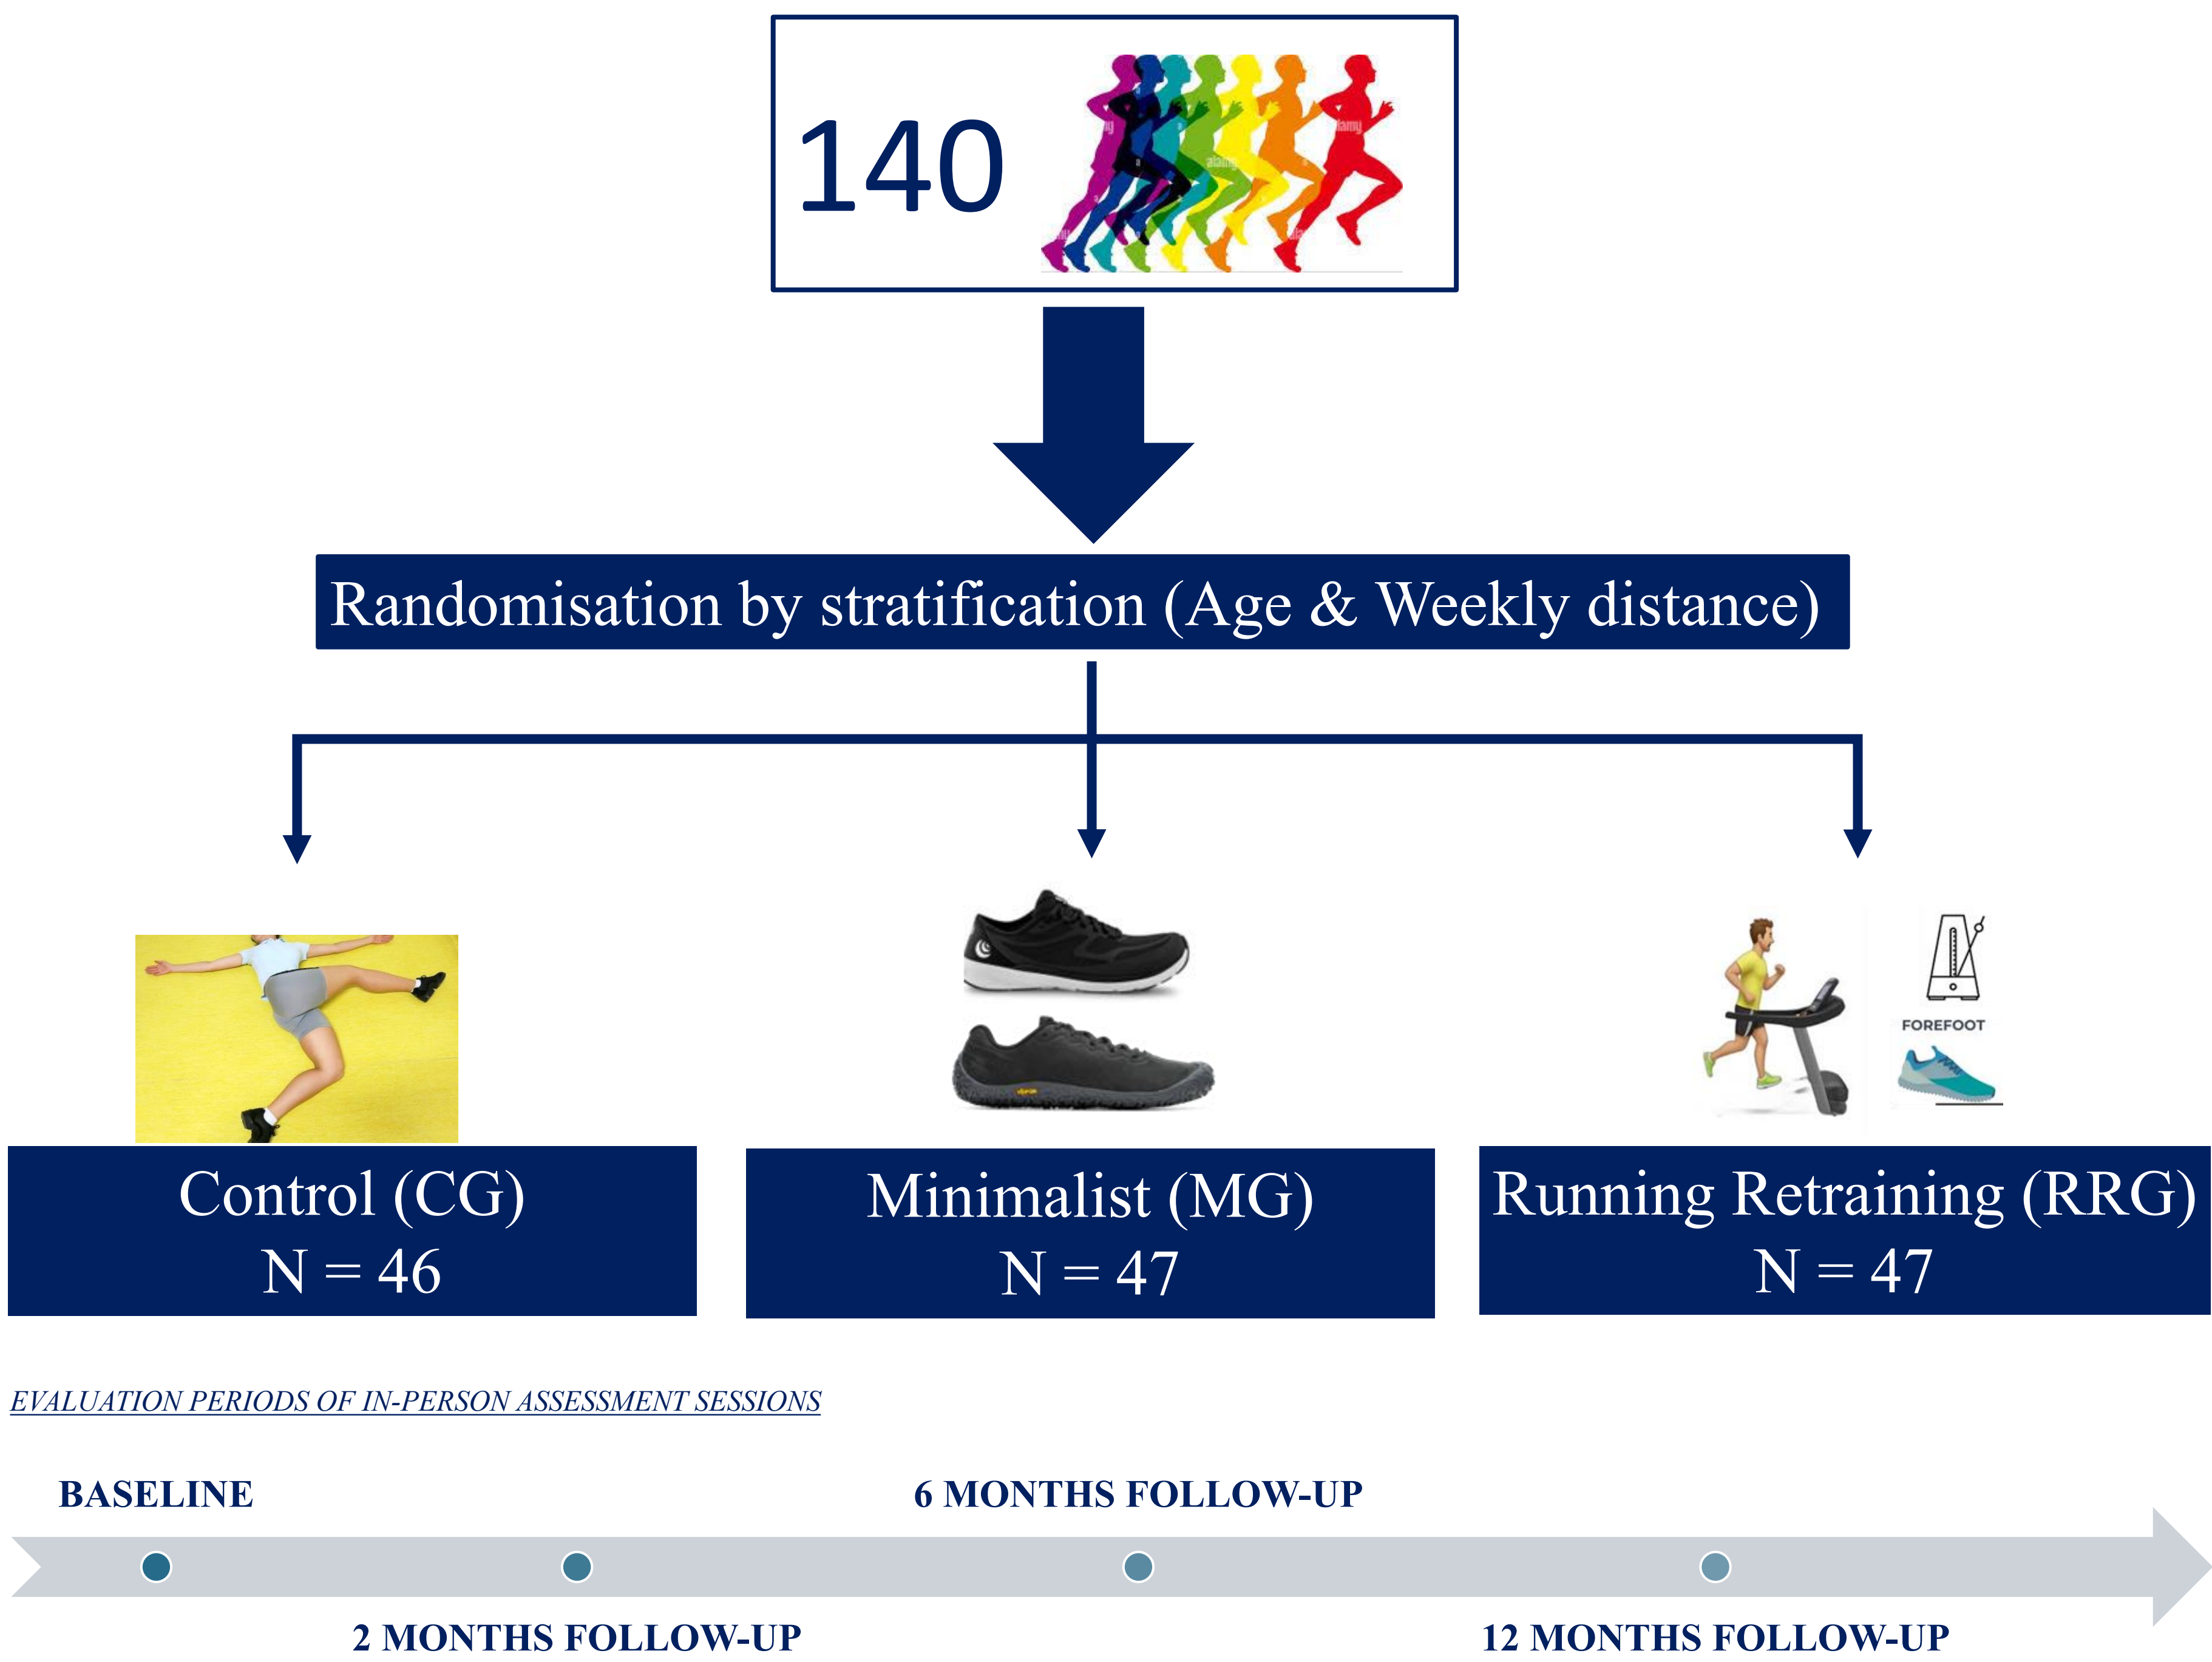 140
Randomisation by stratification (Age & Weekly distance)
FOREFOOT
Control (CG)
N = 46
Minimalist (MG)
N = 47
Running Retraining (RRG)
N = 47
EVALUATION PERIODS OF IN-PERSON ASSESSMENT SESSIONS
BASELINE
6 MONTHS FOLLOW-UP
2 MONTHS FOLLOW-UP
12 MONTHS FOLLOW-UP